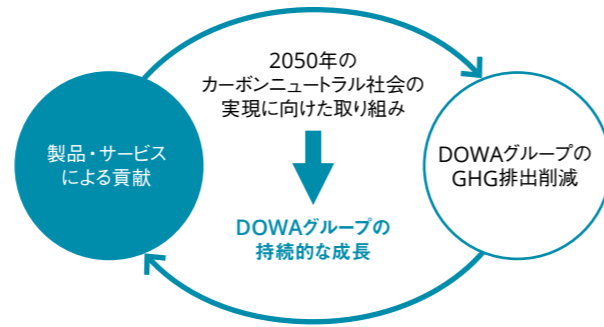 2050年の
カーボンニュートラル社会の
実現に向けた取り組み
製品・サービス
による貢献
DOWAグループの
GHG排出削減
DOWAグループの
持続的な成長